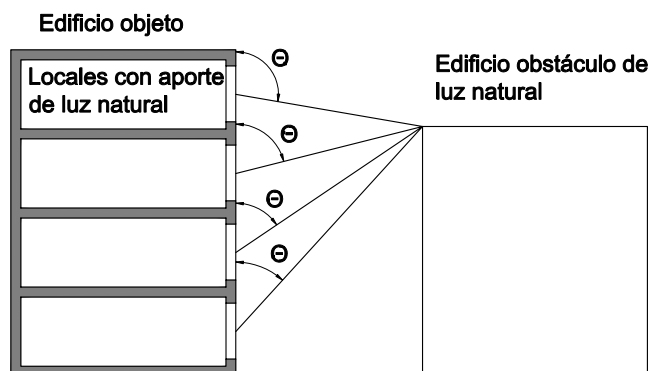 Edificio objeto
Θ
Locales con aporte
de luz natural
Edificio obstáculo de
luz natural
Θ
Θ
Θ